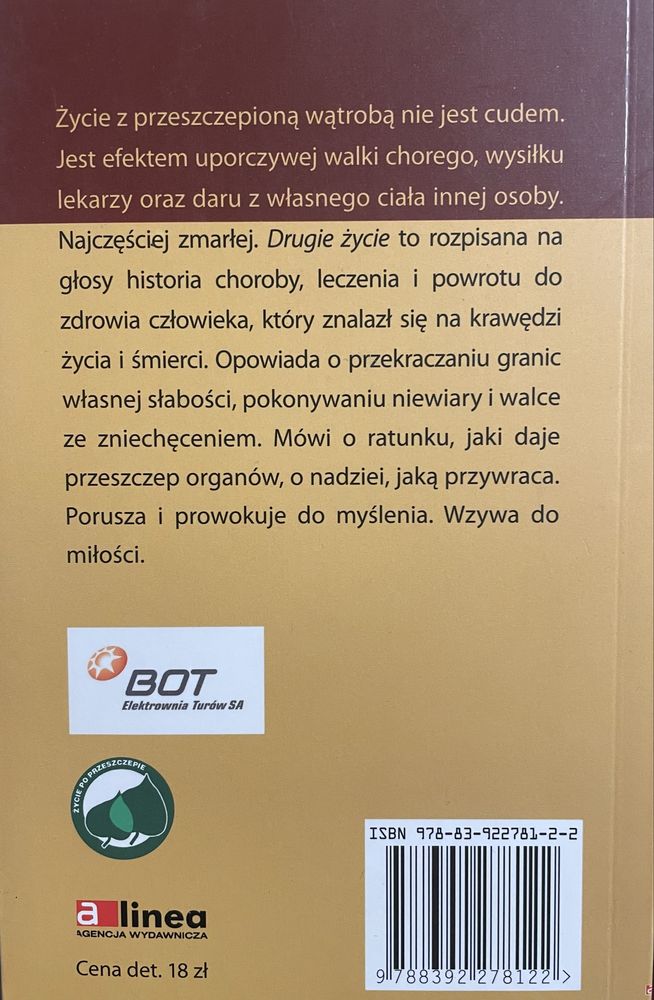 Życie z przeszczepioną wątrobą nie jest cudem.
Jest efektem uporczywej walki chorego, wysiłku
lekarzy oraz daru z własnego ciała innej osoby.
Najczęściej zmarłej. Drugie życie to rozpisana na
głosy historia choroby, leczenia i powrotu do
zdrowia człowieka, który znalazł się na krawędzi
życia i śmierci. Opowiada o przekraczaniu granic
własnej słabości, pokonywaniu niewiary i walce
ze zniechęceniem. Mówi o ratunku, jaki daje
przeszczep organów, o nadziei, jaką przywraca.
Porusza i prowokuje do myślenia. Wzywa do
miłości.
BOT
Elektrownia Turów SA
ŻYCIE PO PRZESZCZEPIE
a linea
AGENCJA WYDAWNICZA
Cena det. 18 zł
ISBN 978-83-922781-2-2
9 788392 278122 >